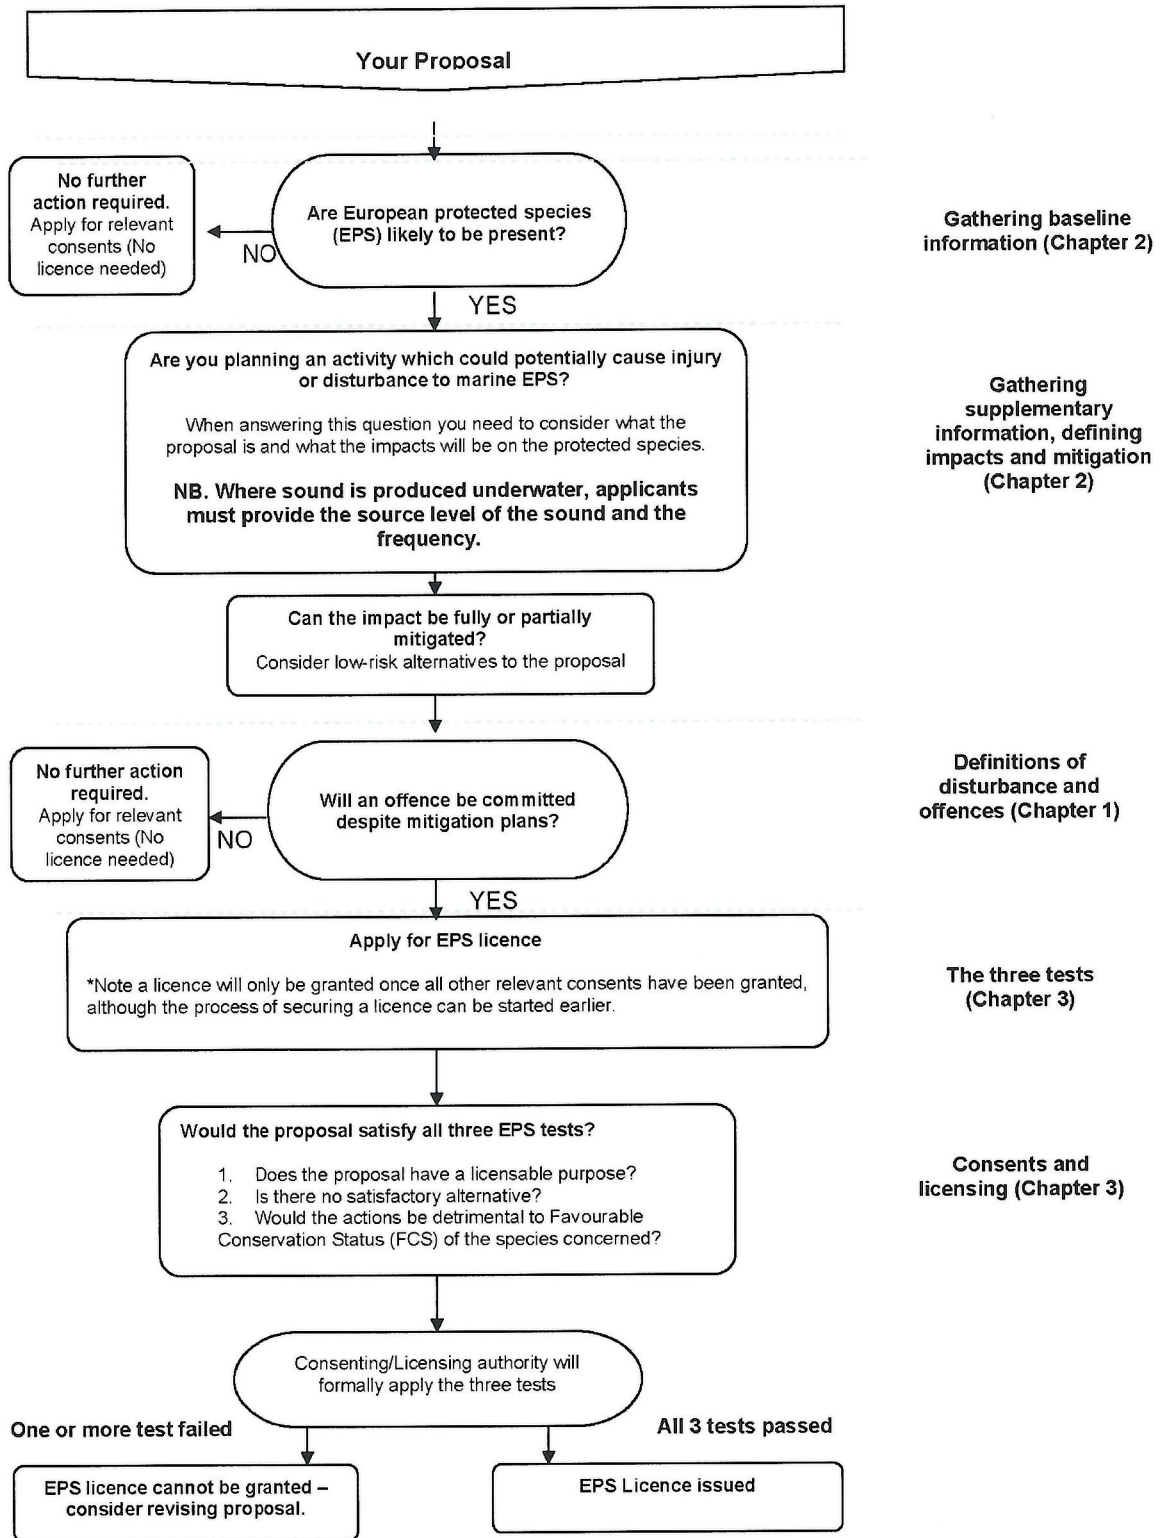 Your Proposal
No further
action required.
Apply for relevant
consents (No
licence needed)
NO
Are European protected species
(EPS) likely to be present?
Gathering baseline
information (Chapter 2)
YES
Are you planning an activity which could potentially cause injury
or disturbance to marine EPS?
When answering this question you need to consider what the
proposal is and what the impacts will be on the protected species.
NB. Where sound is produced underwater, applicants
must provide the source level of the sound and the
frequency.
Gathering
supplementary
information, defining
impacts and mitigation
(Chapter 2)
Can the impact be fully or partially
mitigated?
Consider low-risk alternatives to the proposal
No further action
required.
Apply for relevant
consents (No
licence needed)
NO
Will an offence be committed
despite mitigation plans?
Definitions of
disturbance and
offences (Chapter 1)
YES
Apply for EPS licence
*Note a licence will only be granted once all other relevant consents have been granted,
although the process of securing a licence can be started earlier.
The three tests
(Chapter 3)
Would the proposal satisfy all three EPS tests?
1. Does the proposal have a licensable purpose?
2. Is there no satisfactory alternative?
3. Would the actions be detrimental to Favourable
Conservation Status (FCS) of the species concerned?
Consents and
licensing (Chapter 3)
Consenting/Licensing authority will
formally apply the three tests
One or more test failed
All 3 tests passed
EPS licence cannot be granted –
consider revising proposal.
EPS Licence issued